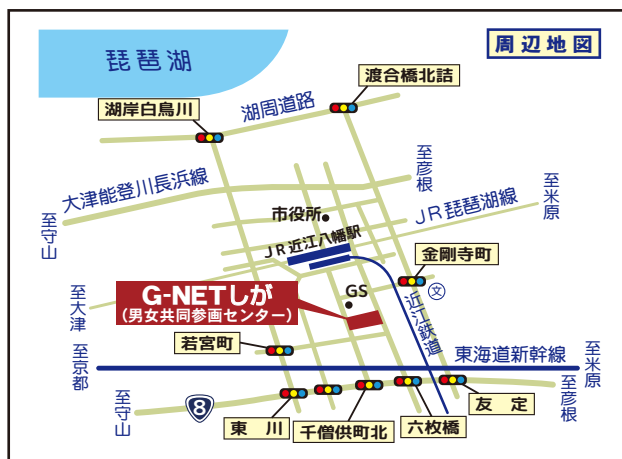 周辺地図
琵琶湖
渡合橋北詰
湖岸白鳥川
湖周道路
至彦根
大津能登川長浜線
至守山
JR琵琶湖線
至米原
市役所
JR近江八幡駅
金剛寺町
文
GS
G-NETしが
(男女共同参画センター)
近江鉄道
至大津
若宮町
東海道新幹線
至京都
至米原
至守山
8
至彦根
東川
千僧供町北
六枚橋
友定